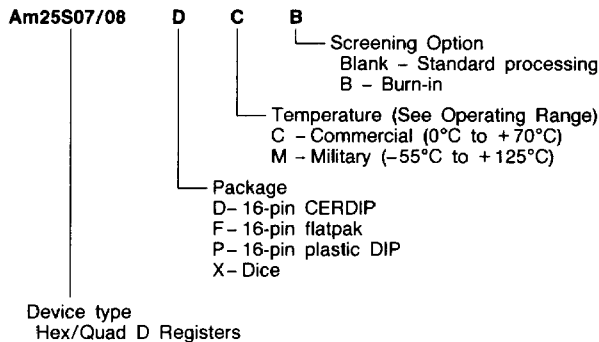 Am25S07/08 D C B
Screening Option
Blank – Standard processing
B – Burn-in
Temperature (See Operating Range)
C – Commercial (0°C to +70°C)
M – Military (–55°C to +125°C)
Package
D – 16-pin CERDIP
F – 16-pin flatpak
P – 16-pin plastic DIP
X – Dice
Device type
Hex/Quad D Registers